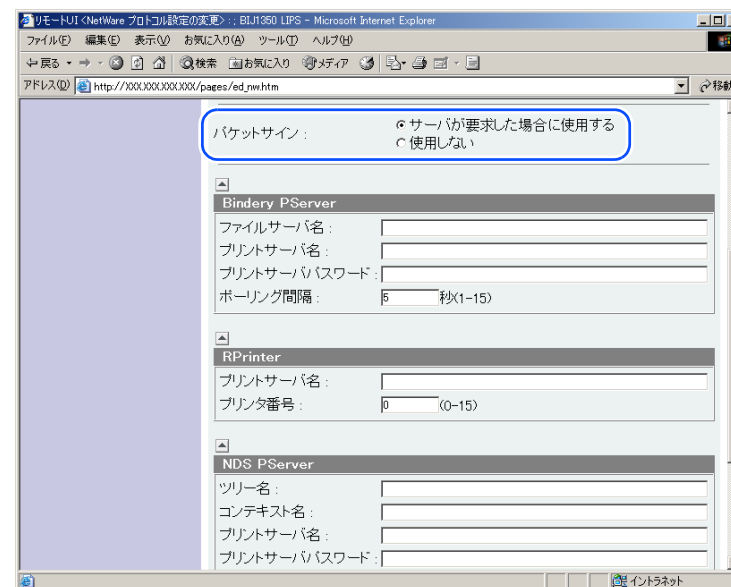 リモートUI <NetWare プロトコル設定の変更> : ; BIJ1350 LIPS - Microsoft Internet Explorer
ファイル(F) 編集(E) 表示(V) お気に入り(A) ツール(T) ヘルプ(H)
戻る 検索 お気に入り メディア
アドレス(D) http://XXX.XXX.XXX.XXX/pages/ed_nw.htm 移動
パケットサイン : サーバが要求した場合に使用する
使用しない
Bindery PServer
ファイルサーバ名 :
プリントサーバ名 :
プリントサーバパスワード :
ポーリング間隔 : 5 秒(1-15)
RPrinter
プリントサーバ名 :
プリンタ番号 : 0 (0-15)
NDS PServer
ツリー名 :
コンテキスト名 :
プリントサーバ名 :
プリントサーバパスワード :
イントラネット